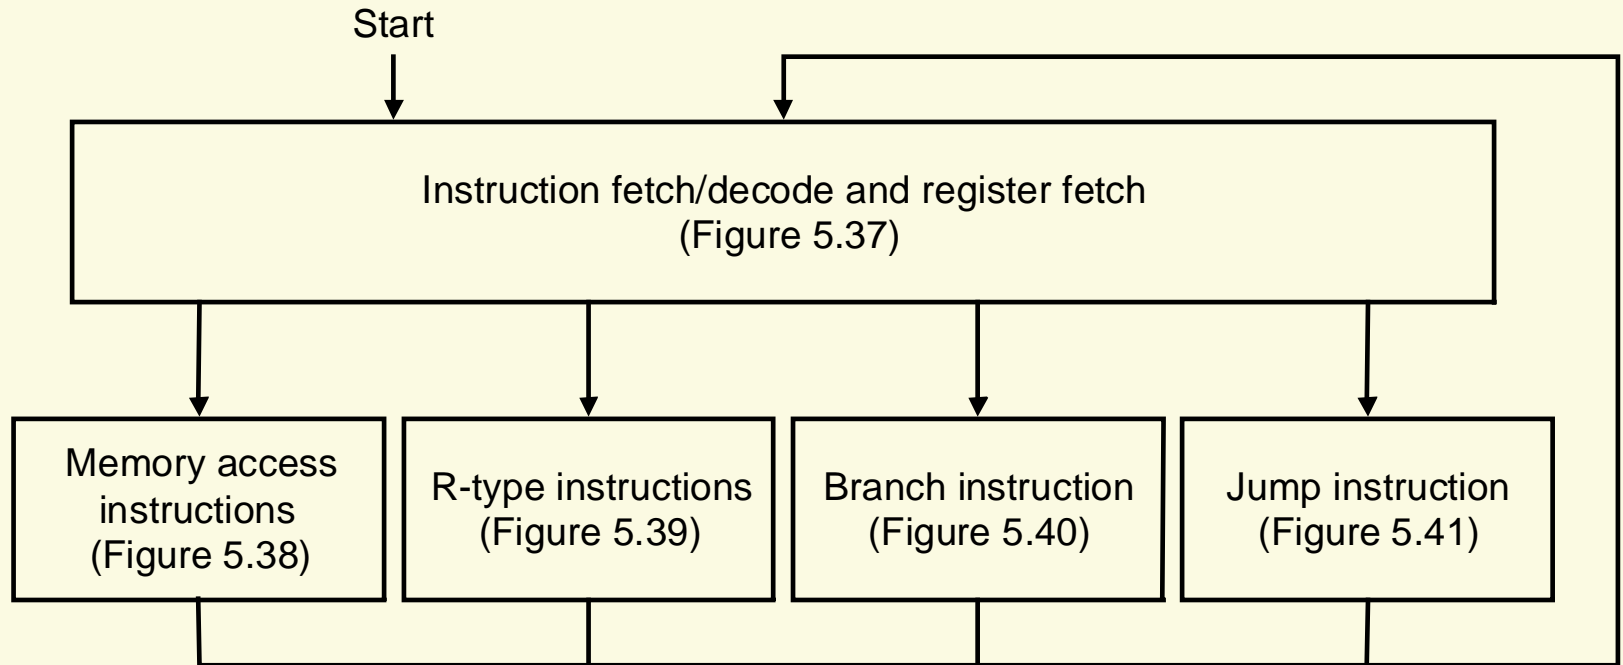 Start
Instruction fetch/decode and register fetch
(Figure 5.37)
Memory access
instructions
(Figure 5.38)
R-type instructions
(Figure 5.39)
Branch instruction
(Figure 5.40)
Jump instruction
(Figure 5.41)